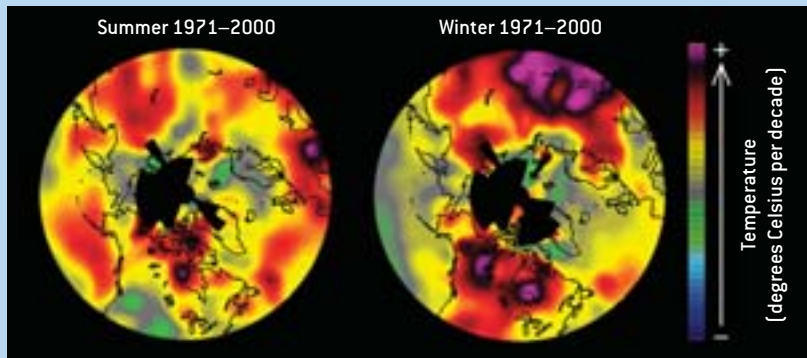 Summer 1971–2000
Winter 1971–2000
+
Temperature
(degrees Celsius per decade)
–